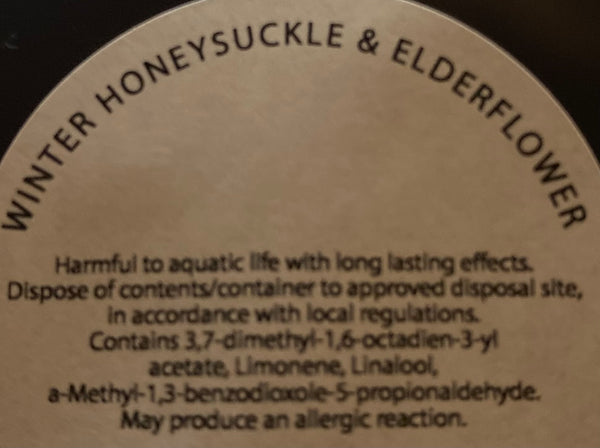 WINTER HONEYSUCKLE & ELDERFLOWER
Harmful to aquatic life with long lasting effects.
Dispose of contents/container to approved disposal site,
in accordance with local regulations.
Contains 3,7-dimethyl-1,6-octadien-3-yl
acetate, Limonene, Linalool,
a-Methyl-1,3-benzodioxole-5-propionaldehyde.
May produce an allergic reaction.